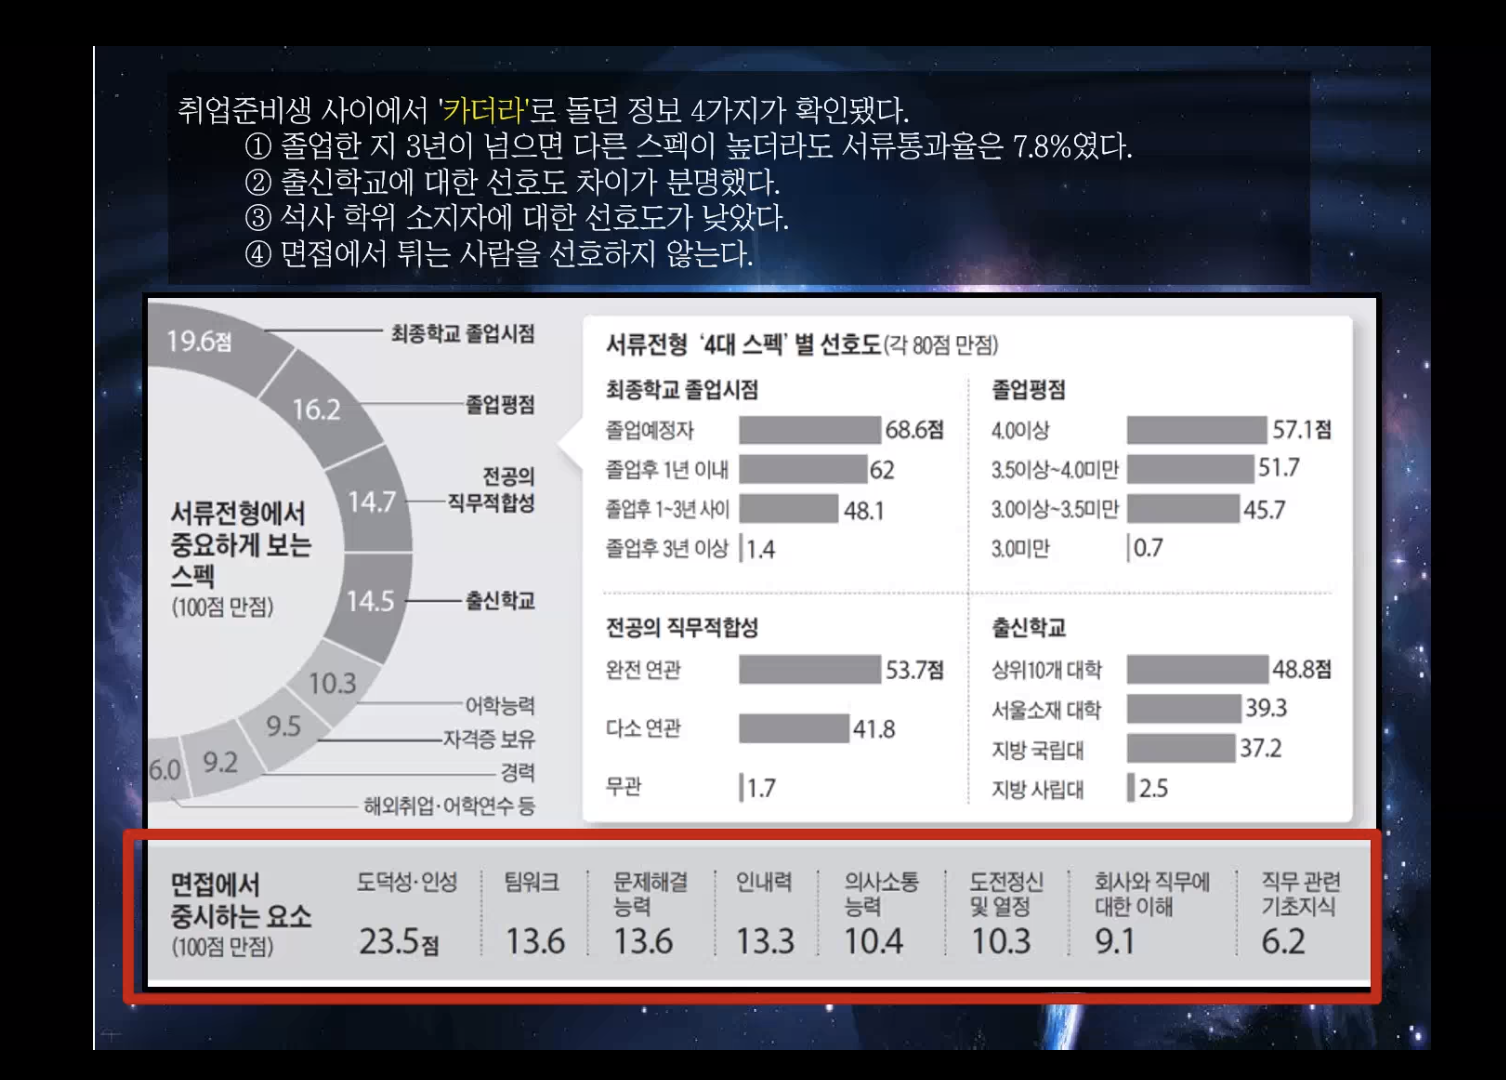 취업준비생 사이에서 '카더라'로 돌던 정보 4가지가 확인됐다.
① 졸업한 지 3년이 넘으면 다른 스펙이 높더라도 서류통과율은 7.8%였다.
② 출신학교에 대한 선호도 차이가 분명했다.
③ 석사 학위 소지자에 대한 선호도가 낮았다.
④ 면접에서 튀는 사람을 선호하지 않는다.
서류전형에서
중요하게 보는
스펙
(100점 만점)
19.6점 최종학교 졸업시점
16.2 졸업평점
14.7 전공의
직무적합성
14.5 출신학교
10.3 어학능력
9.5 자격증 보유
9.2 경력
6.0 해외취업·어학연수 등
서류전형 '4대 스펙' 별 선호도(각 80점 만점)
최종학교 졸업시점
졸업예정자 68.6점
졸업후 1년 이내 62
졸업후 1~3년 사이 48.1
졸업후 3년 이상 1.4
졸업평점
4.0이상 57.1점
3.5이상~4.0미만 51.7
3.0이상~3.5미만 45.7
3.0미만 0.7
전공의 직무적합성
완전 연관 53.7점
다소 연관 41.8
무관 1.7
출신학교
상위10개 대학 48.8점
서울소재 대학 39.3
지방 국립대 37.2
지방 사립대 2.5
면접에서
중시하는 요소
(100점 만점)
도덕성·인성
23.5점
팀워크
13.6
문제해결
능력
13.6
인내력
13.3
의사소통
능력
10.4
도전정신
및 열정
10.3
회사와 직무에
대한 이해
9.1
직무 관련
기초지식
6.2